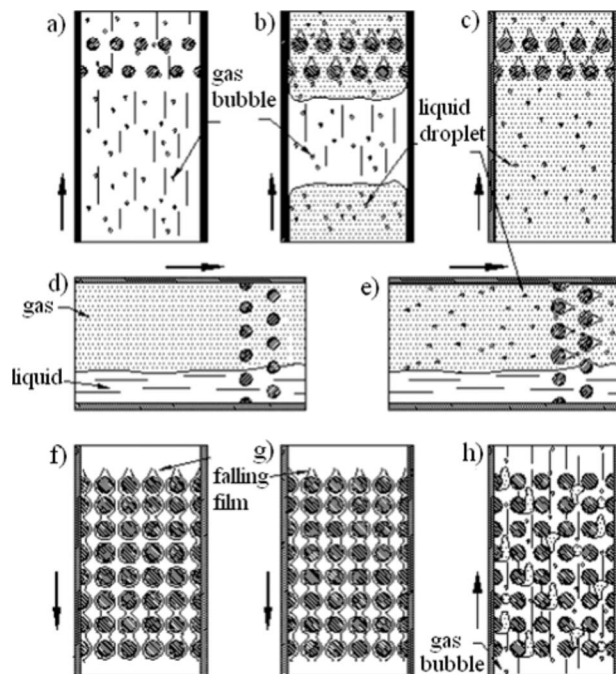 a)
b)
c)
gas
bubble
liquid
droplet
d)
e)
gas
liquid
f)
g)
h)
falling
film
gas
bubble